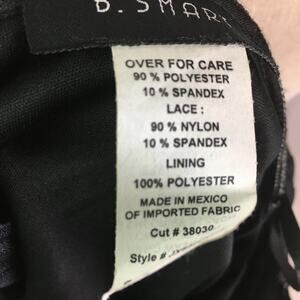 B. SMART
OVER FOR CARE
90 % POLYESTER
10 % SPANDEX
LACE :
90 % NYLON
10 % SPANDEX
LINING
100% POLYESTER
MADE IN MEXICO
OF IMPORTED FABRIC
Cut # 38030
Style #